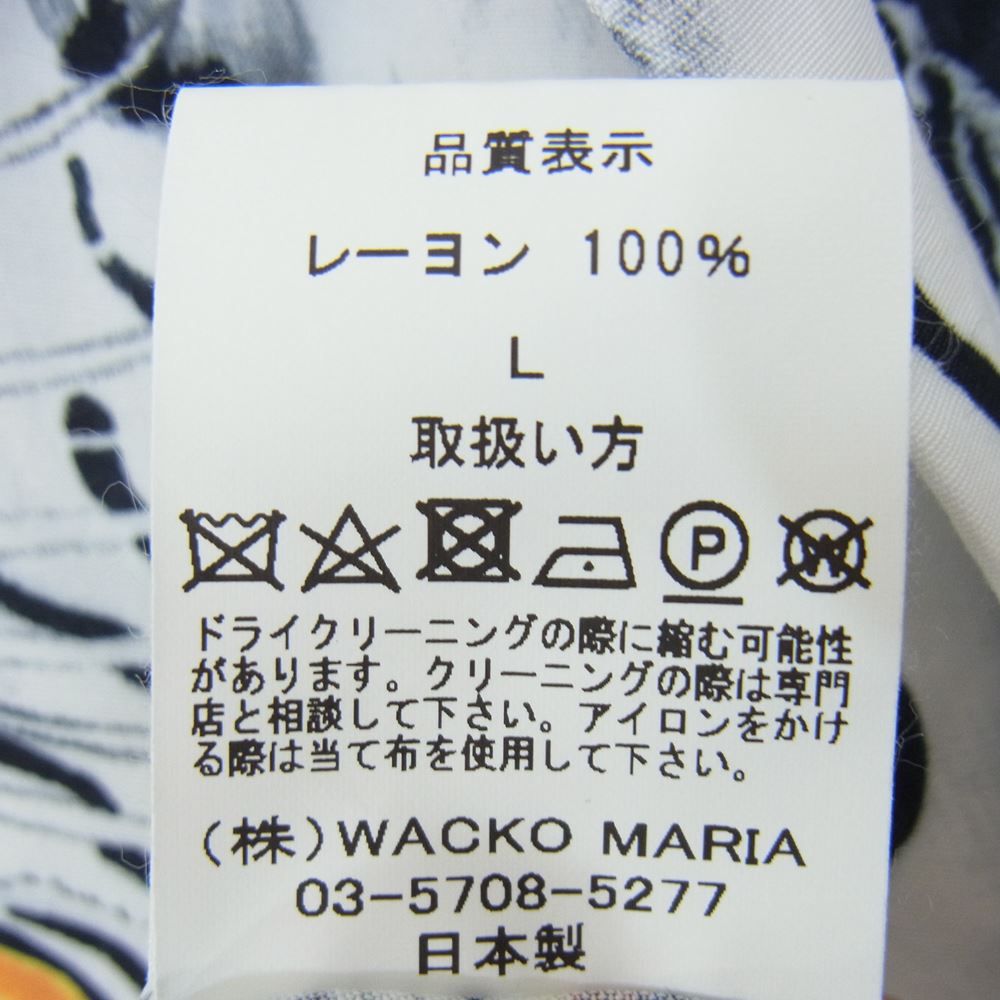 品質表示
レーヨン 100%
L
取扱い方
P W
ドライクリーニングの際に縮む可能性
があります。クリーニングの際は専門
店と相談して下さい。アイロンをかけ
る際は当て布を使用して下さい。
(株)WACKO MARIA
03-5708-5277
日本製